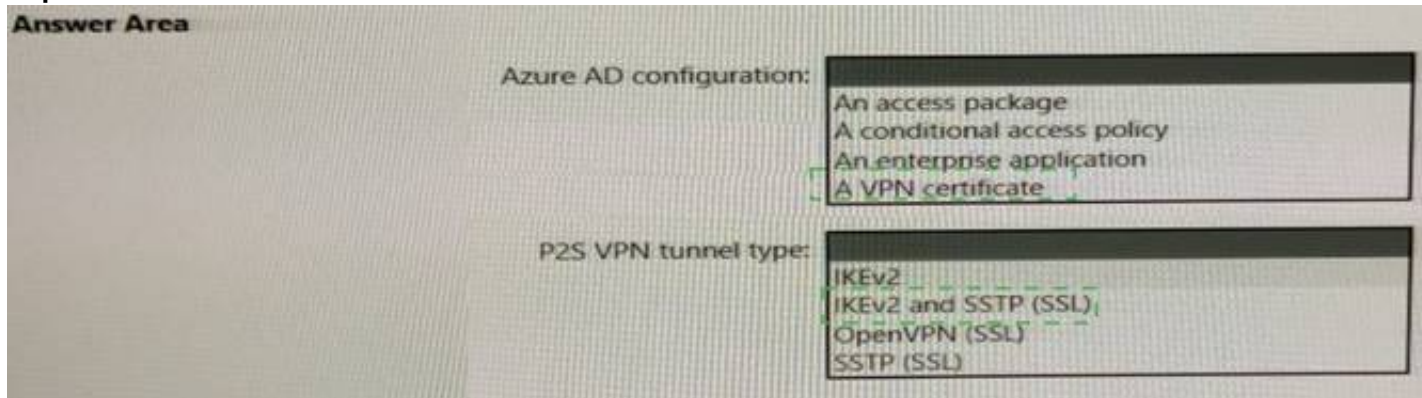 Answer Area
Azure AD configuration:
An access package
A conditional access policy
An enterprise application
A VPN certificate
P2S VPN tunnel type:
IKEv2
IKEv2 and SSTP (SSL)
OpenVPN (SSL)
SSTP (SSL)